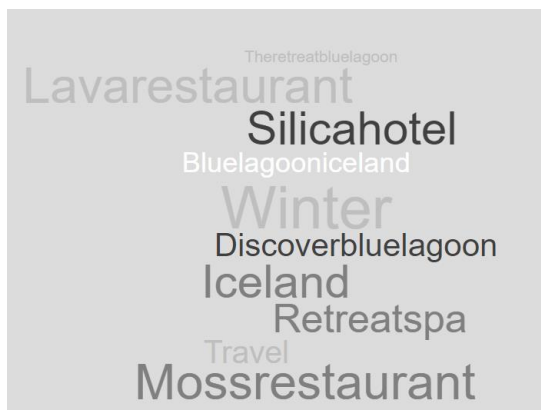 Theretreatbluelagoon
Lavarestaurant
Silicahotel
Bluelagooniceland
Winter
Discoverbluelagoon
Iceland
Retreatspa
Travel
Mossrestaurant